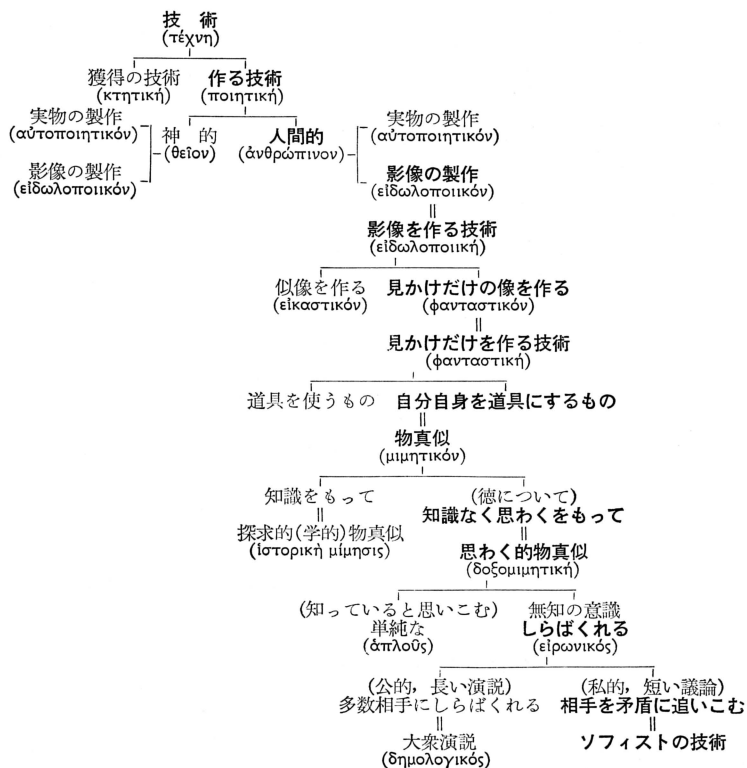 技 術
(τέχνη)
獲得の技術 作る技術
(κτητική) (ποιητική)
実物の製作 神 的 人間的 実物の製作
(αὐτοποιητικόν) (θεῖον) (ἀνθρώπινον) (αὐτοποιητικόν)
影像の製作 影像の製作
(εἰδωλοποιικόν) (εἰδωλοποιικόν)
||
影像を作る技術
(εἰδωλοποιική)
似像を作る 見かけだけの像を作る
(εἰκαστικόν) (φανταστικόν)
||
見かけだけを作る技術
(φανταστική)
道具を使うもの 自分自身を道具にするもの
||
物真似
(μιμητικόν)
知識をもって (徳について)
|| 知識なく思わくをもって
探求的(学的)物真似 ||
(ἱστορικὴ μίμησις) 思わく的物真似
(δοξομιμητική)
(知っていると思いこむ) 無知の意識
単純な しらばくれる
(ἁπλοῦς) (εἰρωνικός)
(公的，長い演説) (私的，短い議論)
多数相手にしらばくれる 相手を矛盾に追いこむ
|| ||
大衆演説 ソフィストの技術
(δημολογικός)